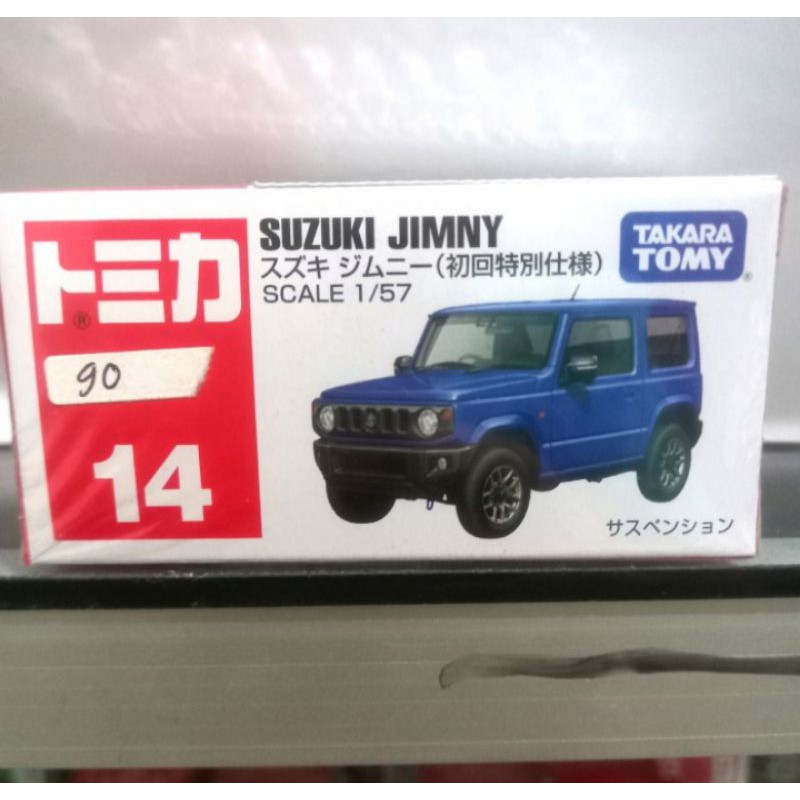 トミカ®
90
14
SUZUKI JIMNY
スズキ ジムニー(初回特別仕様)
SCALE 1/57
TAKARA
TOMY®
サスペンション